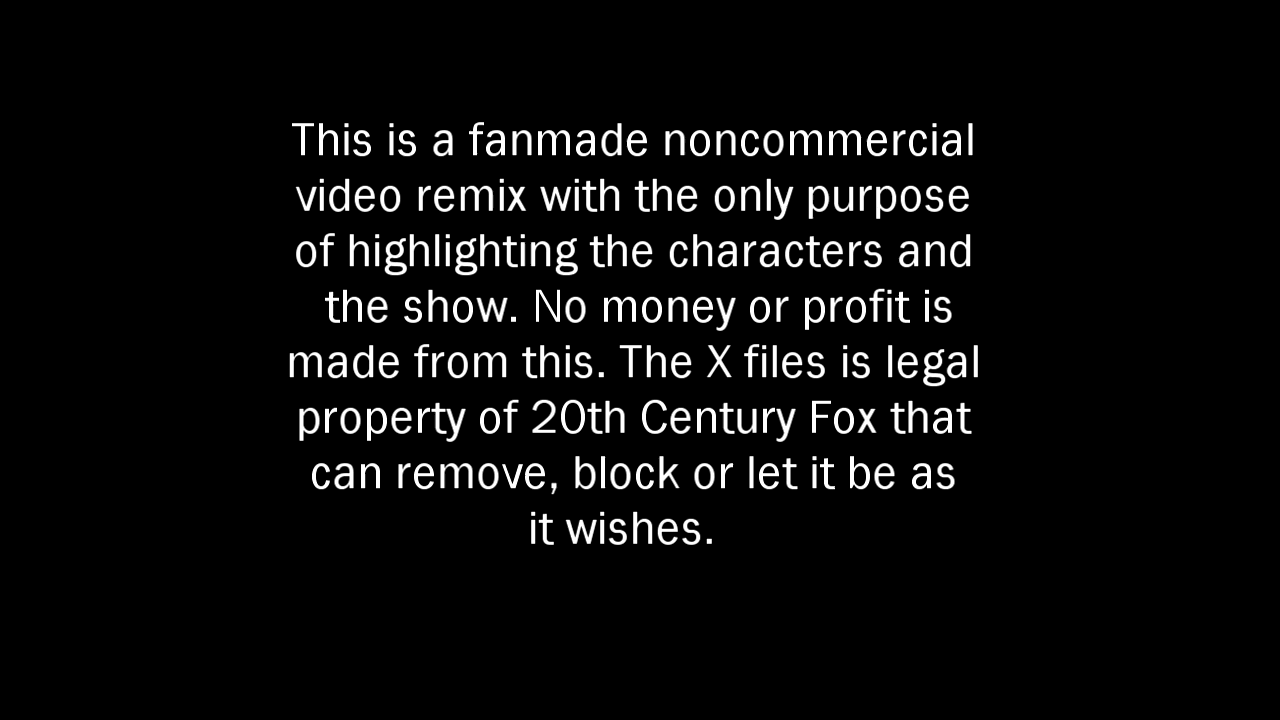 This is a fanmade noncommercial
video remix with the only purpose
of highlighting the characters and
the show. No money or profit is
made from this. The X files is legal
property of 20th Century Fox that
can remove, block or let it be as
it wishes.